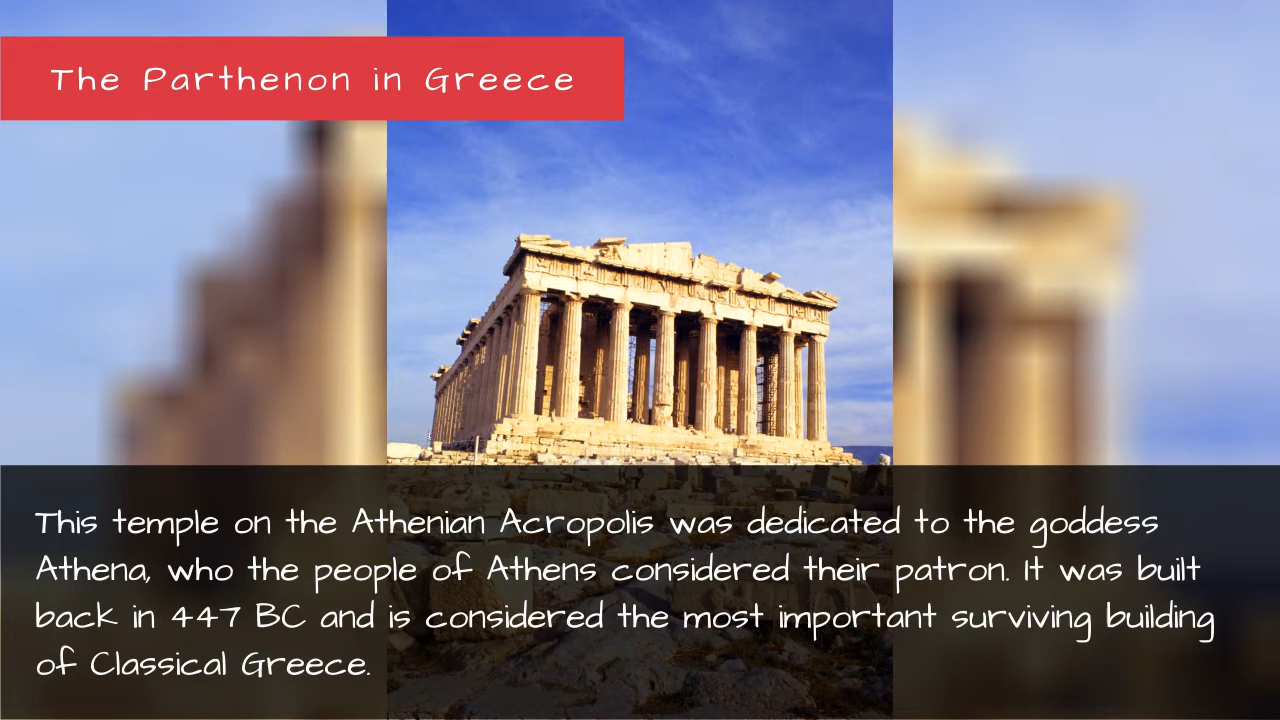 The Parthenon in Greece
This temple on the Athenian Acropolis was dedicated to the goddess
Athena, who the people of Athens considered their patron. It was built
back in 447 BC and is considered the most important surviving building
of Classical Greece.